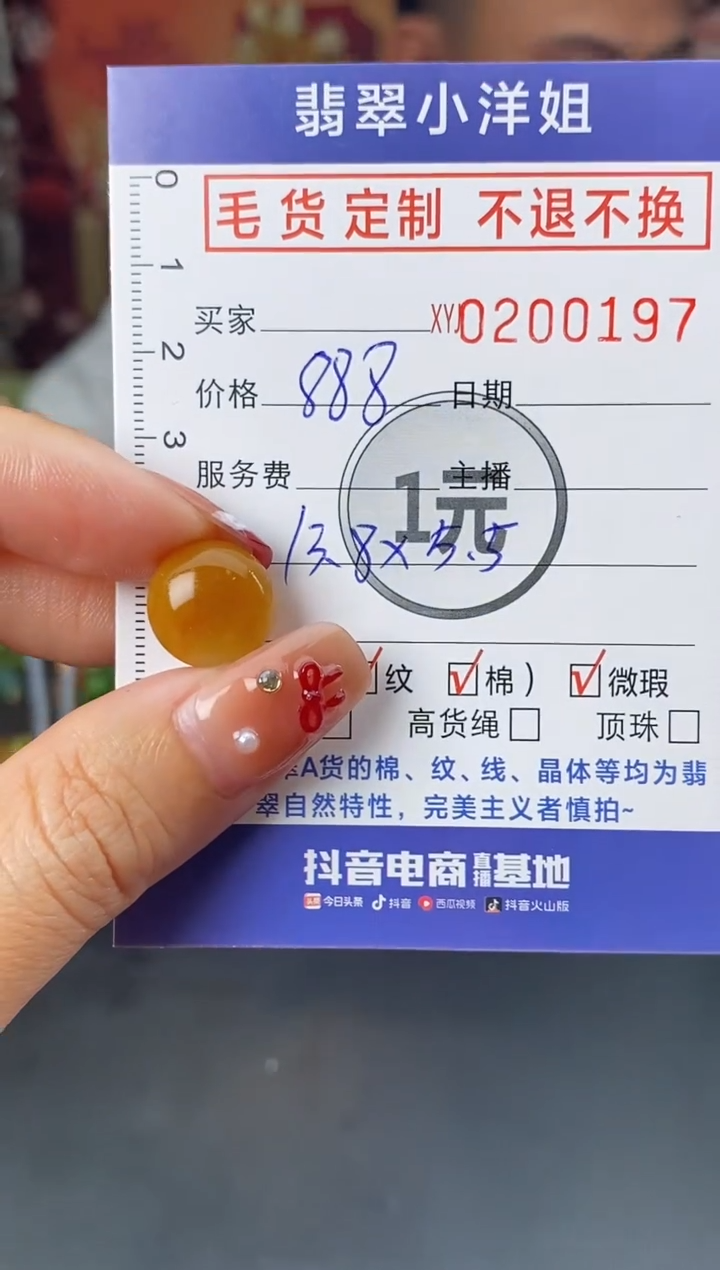 翡翠小洋姐
毛货定制 不退不换
0
1
2
3
买家 XYJ0200197
价格 888 日期
服务费 主播
1元
13.8×5.5
纹 棉） 微瑕
高货绳 顶珠
A货的棉、纹、线、晶体等均为翡
翠自然特性，完美主义者慎拍~
抖音电商直播基地
头条 今日头条 抖音 西瓜视频 抖音火山版